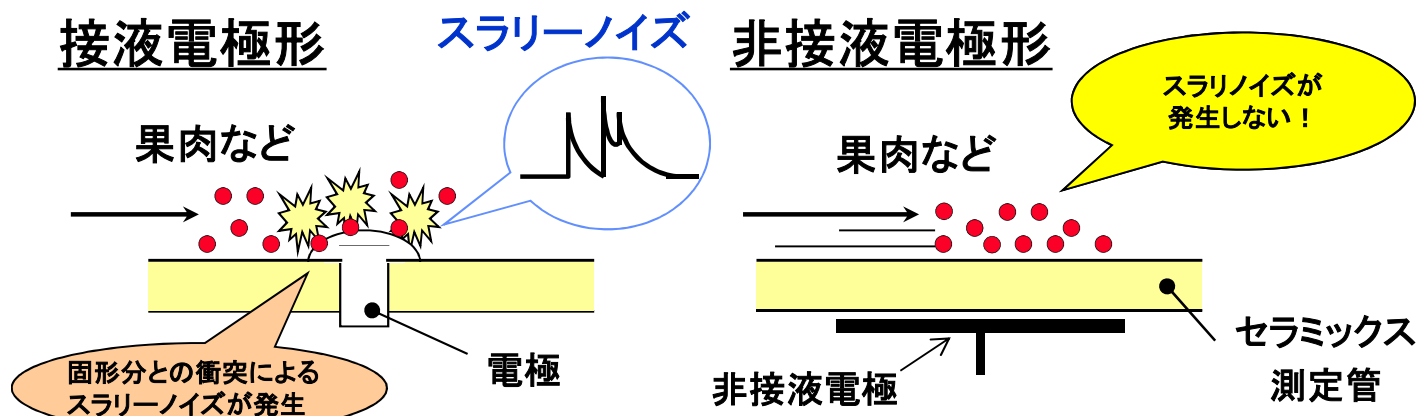 接液電極形
スラリーノイズ
果肉など
電極
固形分との衝突による
スラリーノイズが発生
非接液電極形
スラリノイズが
発生しない！
果肉など
非接液電極
セラミックス
測定管